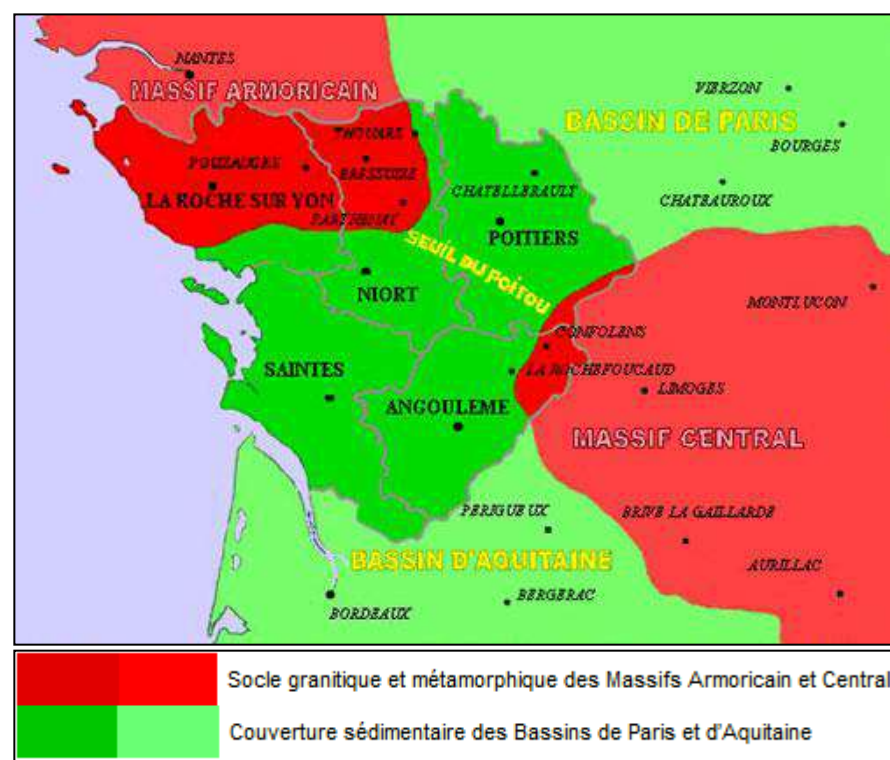 NANTES
MASSIF ARMORICAIN
VIERZON
BASSIN DE PARIS
THOUARS
BOURGES
POUZAUGES
BRESSUIRE
CHATELLERAULT
LA ROCHE SUR YON
CHATEAUROUX
PARTHENAY
POITIERS
SEUIL DU POITOU
NIORT
MONTLUCON
CONFOLENS
SAINTES
LA ROCHEFOUCAUD
LIMOGES
ANGOULEME
MASSIF CENTRAL
PERIGUEUX
BRIVE LA GAILLARDE
BASSIN D'AQUITAINE
AURILLAC
BERGERAC
BORDEAUX
Socle granitique et métamorphique des Massifs Armoricain et Central
Couverture sédimentaire des Bassins de Paris et d'Aquitaine